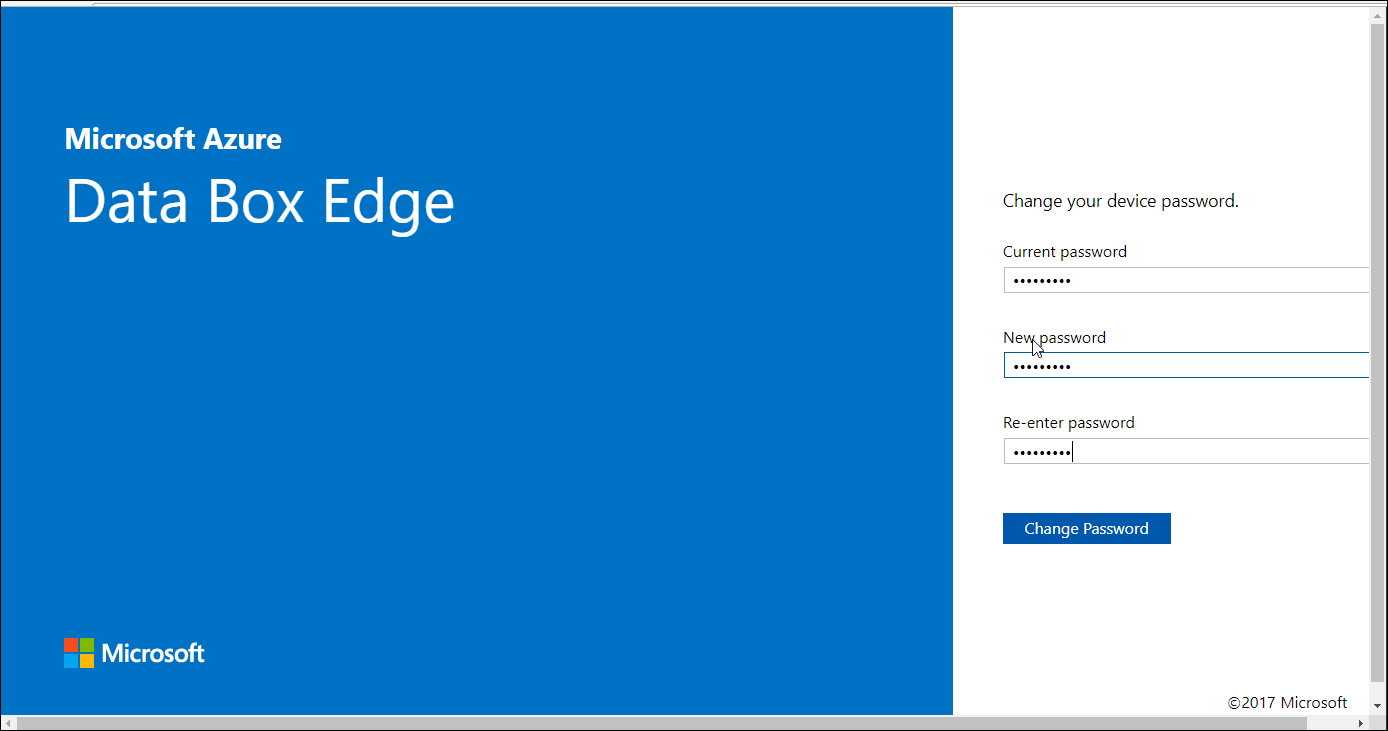 Microsoft Azure
Data Box Edge
Change your device password.
Current password
•••••••••
New password
•••••••••
Re-enter password
•••••••••
Change Password
Microsoft
©2017 Microsoft